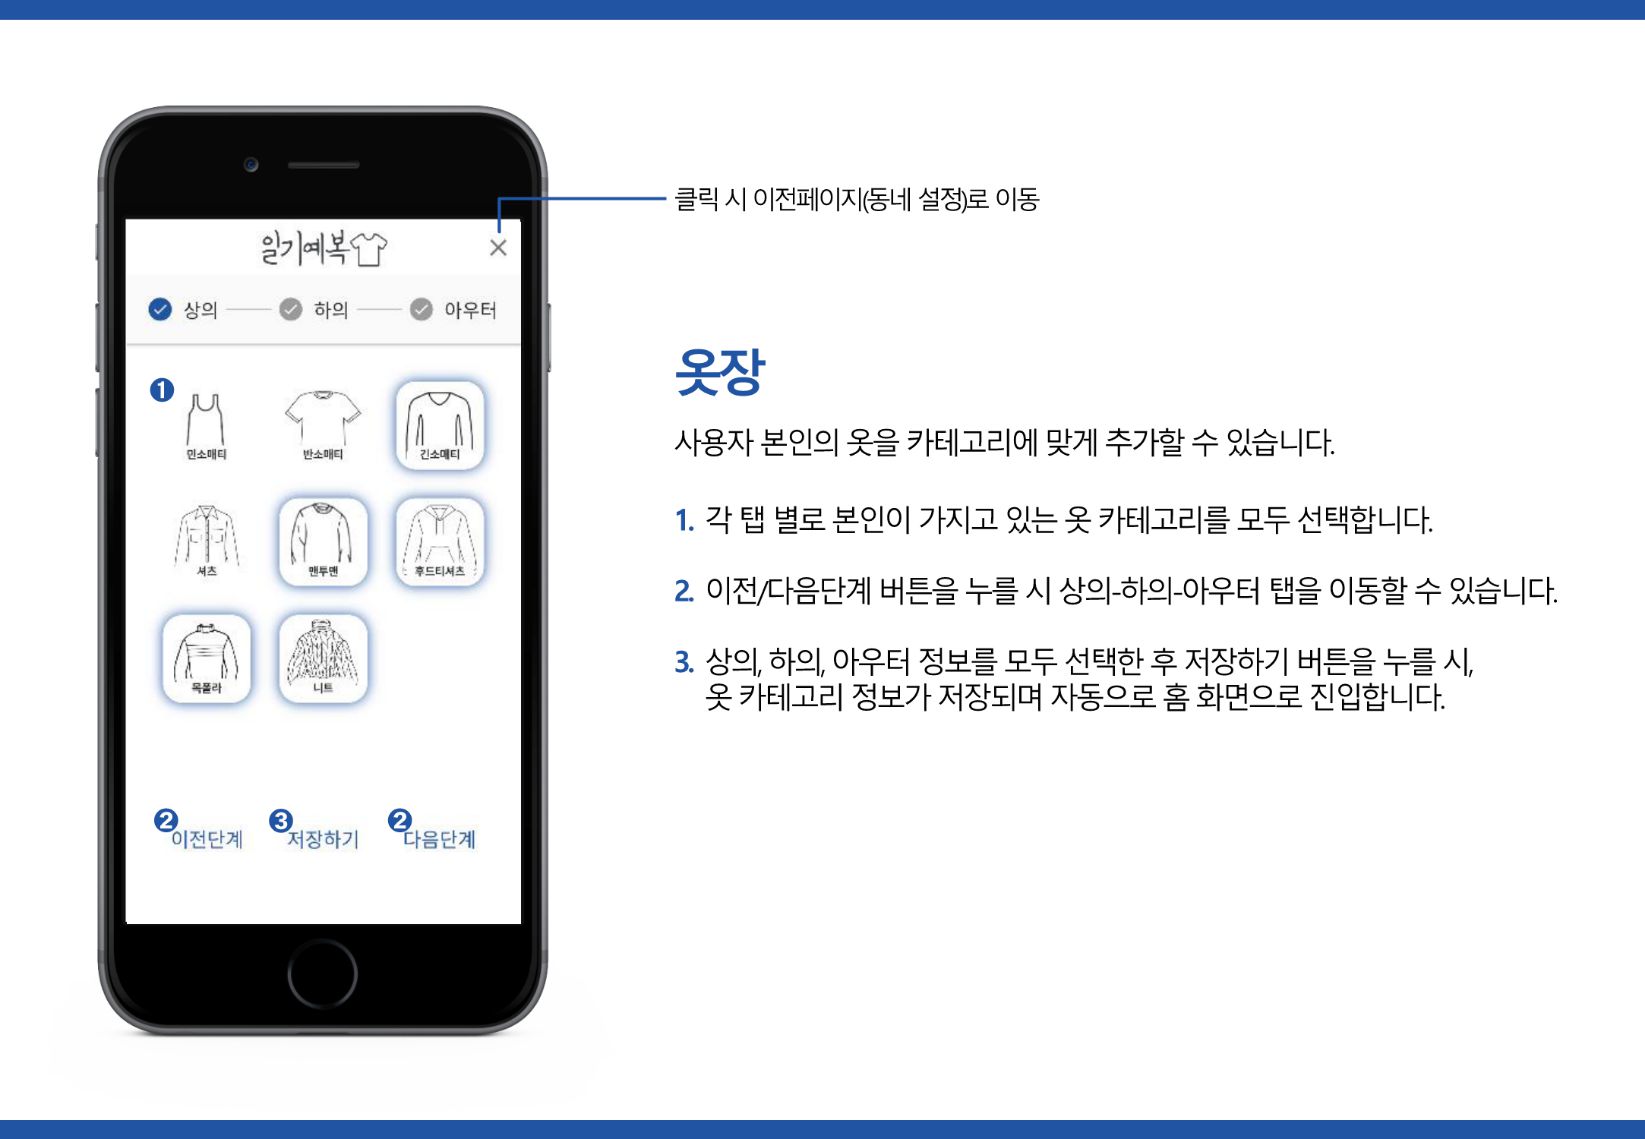 클릭 시 이전페이지(동네 설정)로 이동
일기예복
상의 하의 아우터
1
민소매티 반소매티 긴소매티
셔츠 맨투맨 후드티셔츠
목폴라 니트
2 이전단계 3 저장하기 2 다음단계
옷장
사용자 본인의 옷을 카테고리에 맞게 추가할 수 있습니다.
1. 각 탭 별로 본인이 가지고 있는 옷 카테고리를 모두 선택합니다.
2. 이전/다음단계 버튼을 누를 시 상의-하의-아우터 탭을 이동할 수 있습니다.
3. 상의, 하의, 아우터 정보를 모두 선택한 후 저장하기 버튼을 누를 시,
옷 카테고리 정보가 저장되며 자동으로 홈 화면으로 진입합니다.